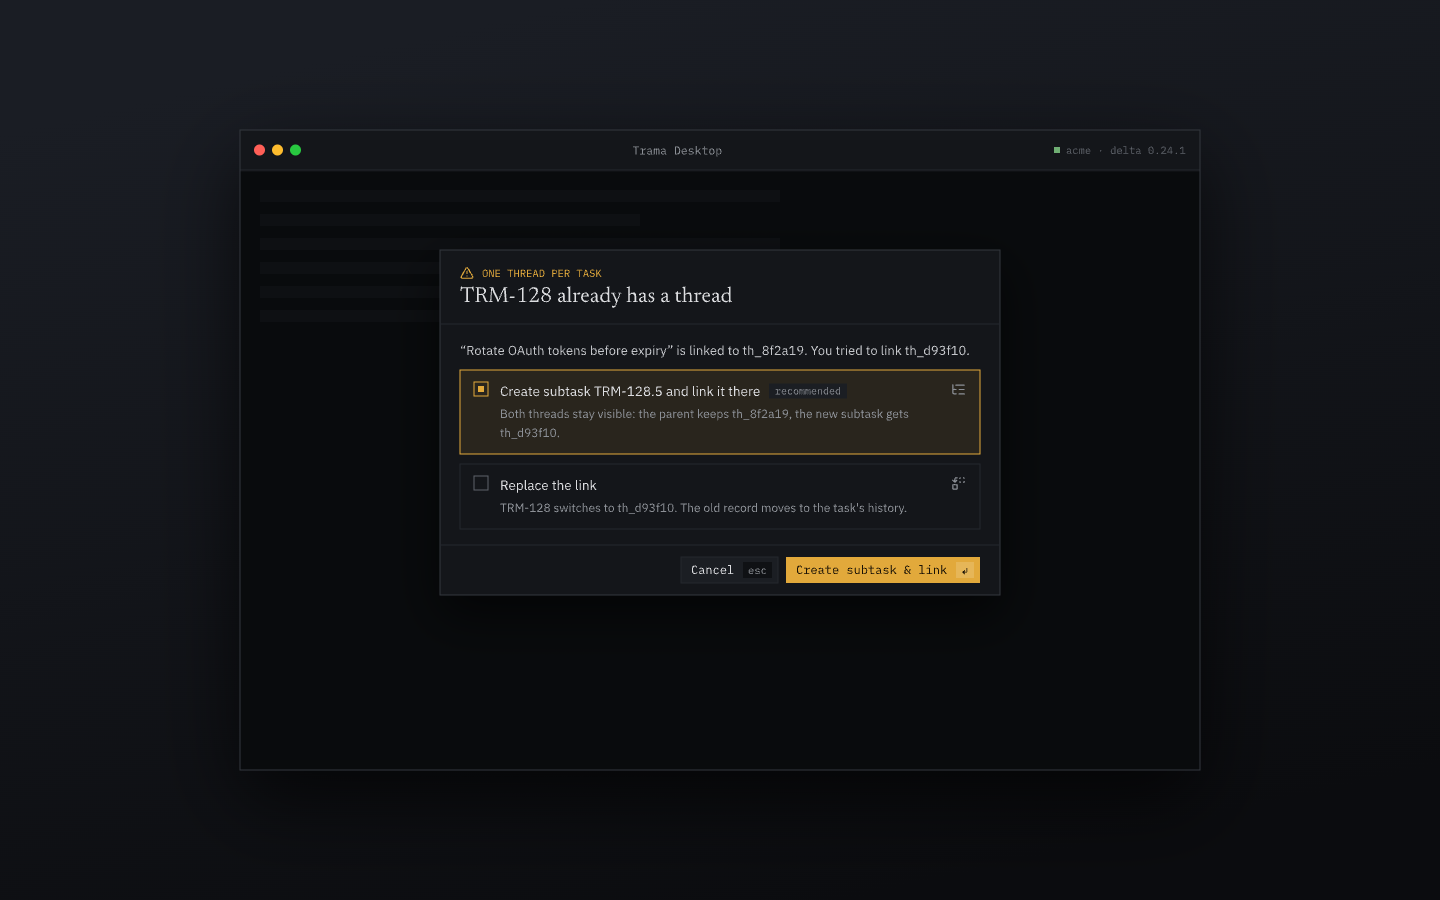 Trama Desktop
acme · delta 0.24.1
ONE THREAD PER TASK
TRM-128 already has a thread
“Rotate OAuth tokens before expiry” is linked to th_8f2a19. You tried to link th_d93f10.
Create subtask TRM-128.5 and link it there recommended
Both threads stay visible: the parent keeps th_8f2a19, the new subtask gets
th_d93f10.
Replace the link
TRM-128 switches to th_d93f10. The old record moves to the task's history.
Cancel esc
Create subtask & link ↲